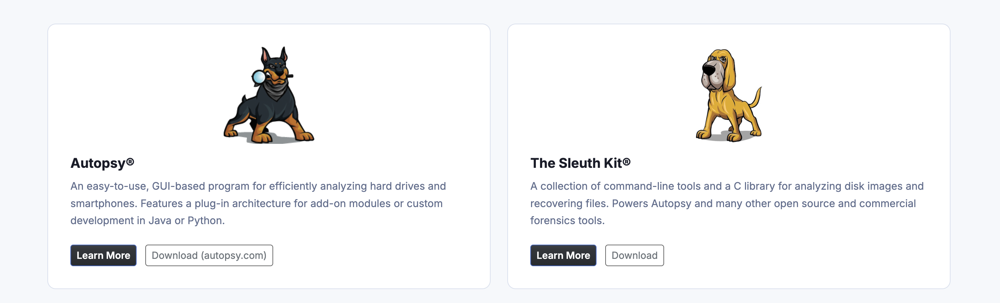 Autopsy®
An easy-to-use, GUI-based program for efficiently analyzing hard drives and
smartphones. Features a plug-in architecture for add-on modules or custom
development in Java or Python.
Learn More
Download (autopsy.com)
The Sleuth Kit®
A collection of command-line tools and a C library for analyzing disk images and
recovering files. Powers Autopsy and many other open source and commercial
forensics tools.
Learn More
Download